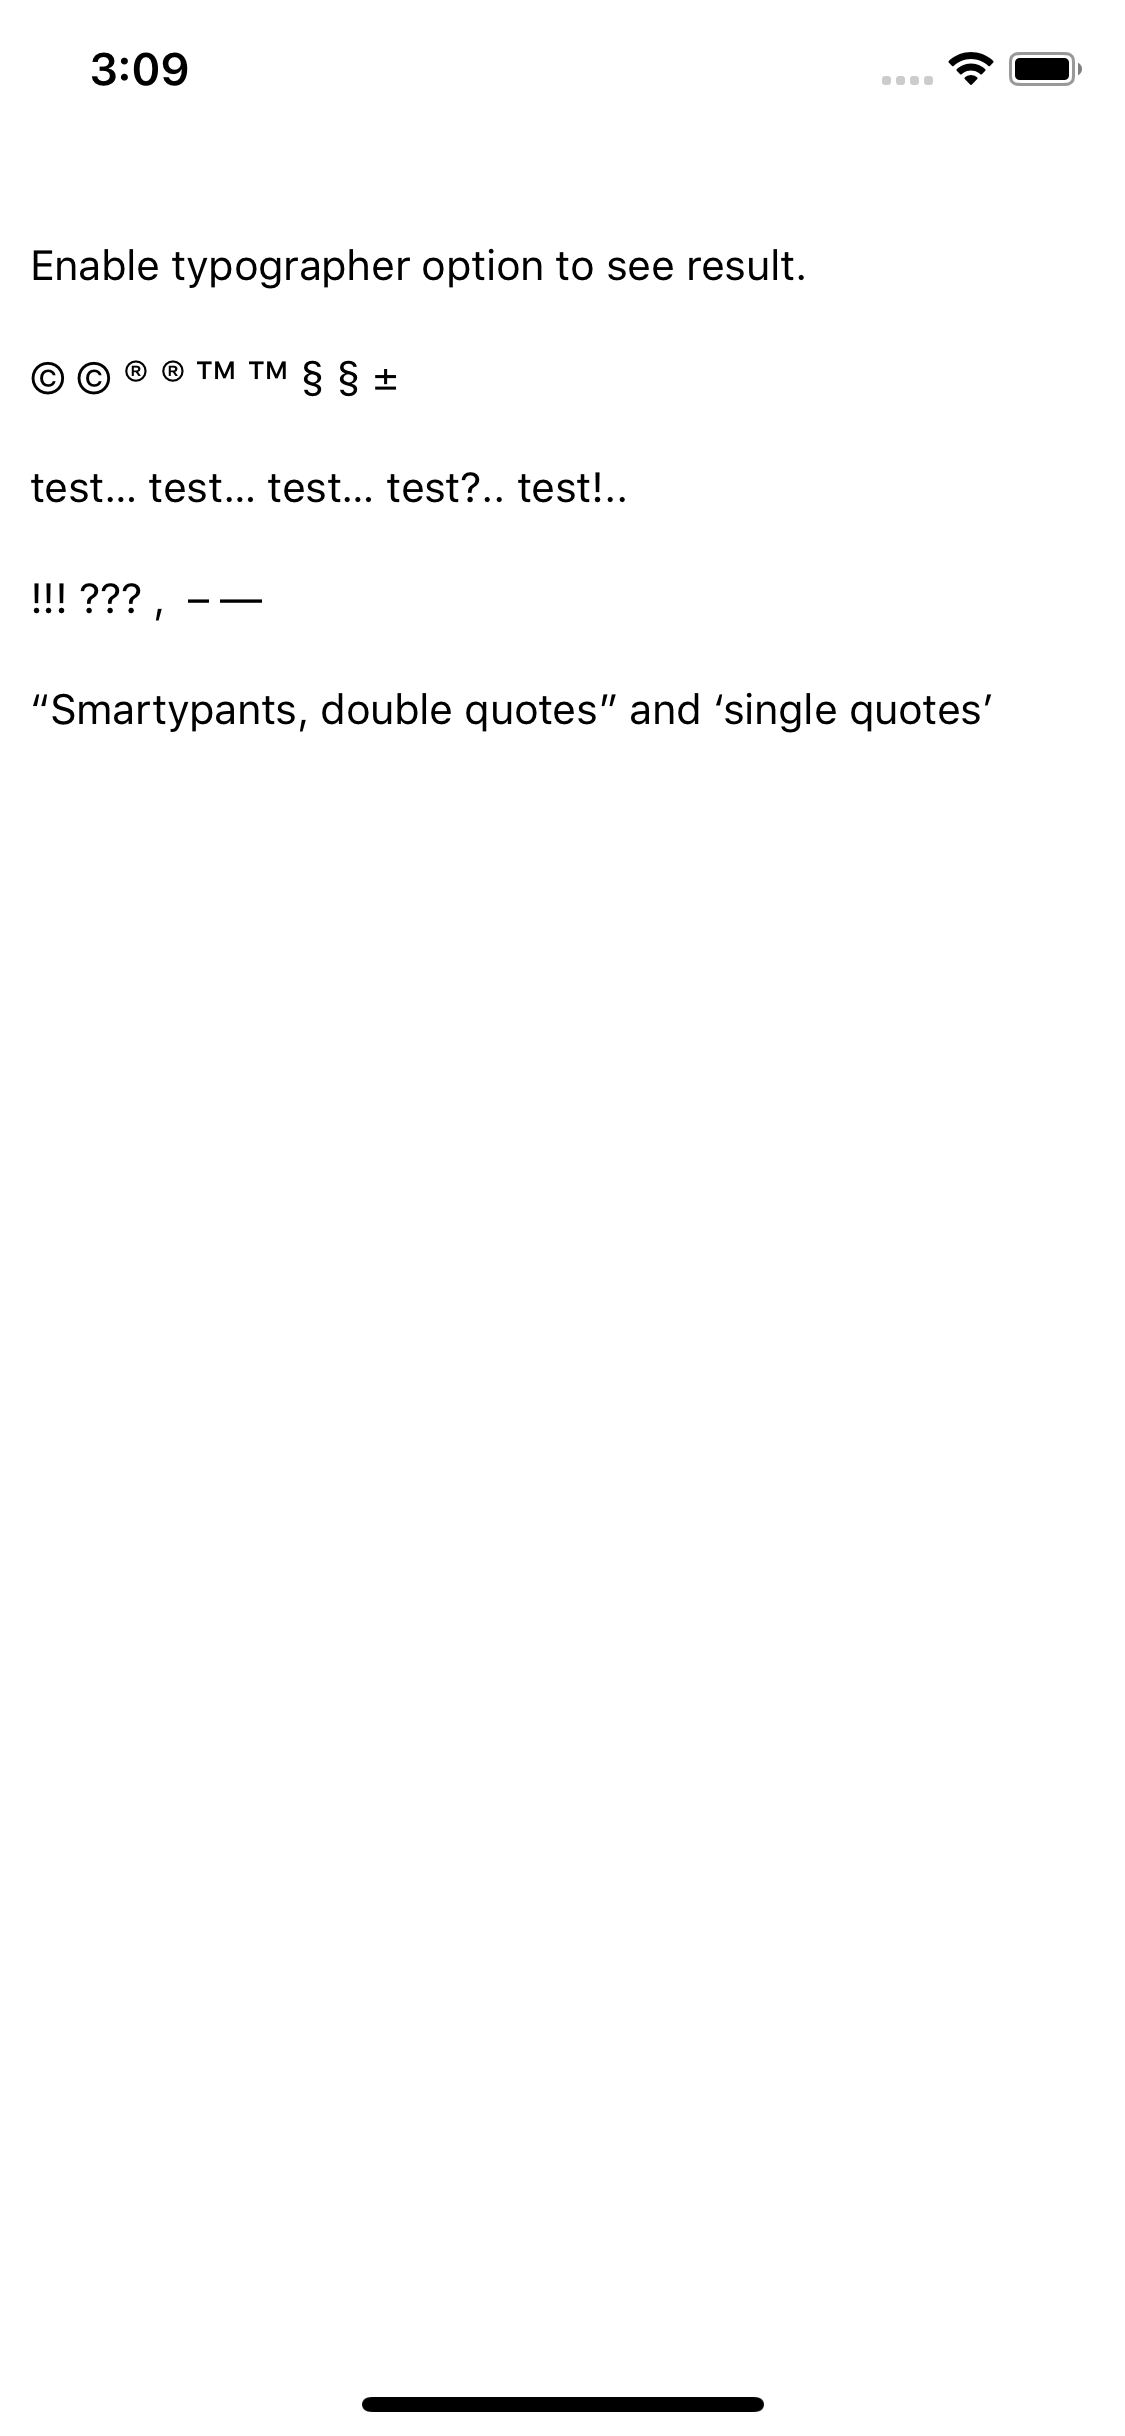 3:09
Enable typographer option to see result.
© © ® ® ™ ™ § § ±
test… test… test… test?.. test!..
!!! ??? ,  – —
“Smartypants, double quotes” and ‘single quotes’